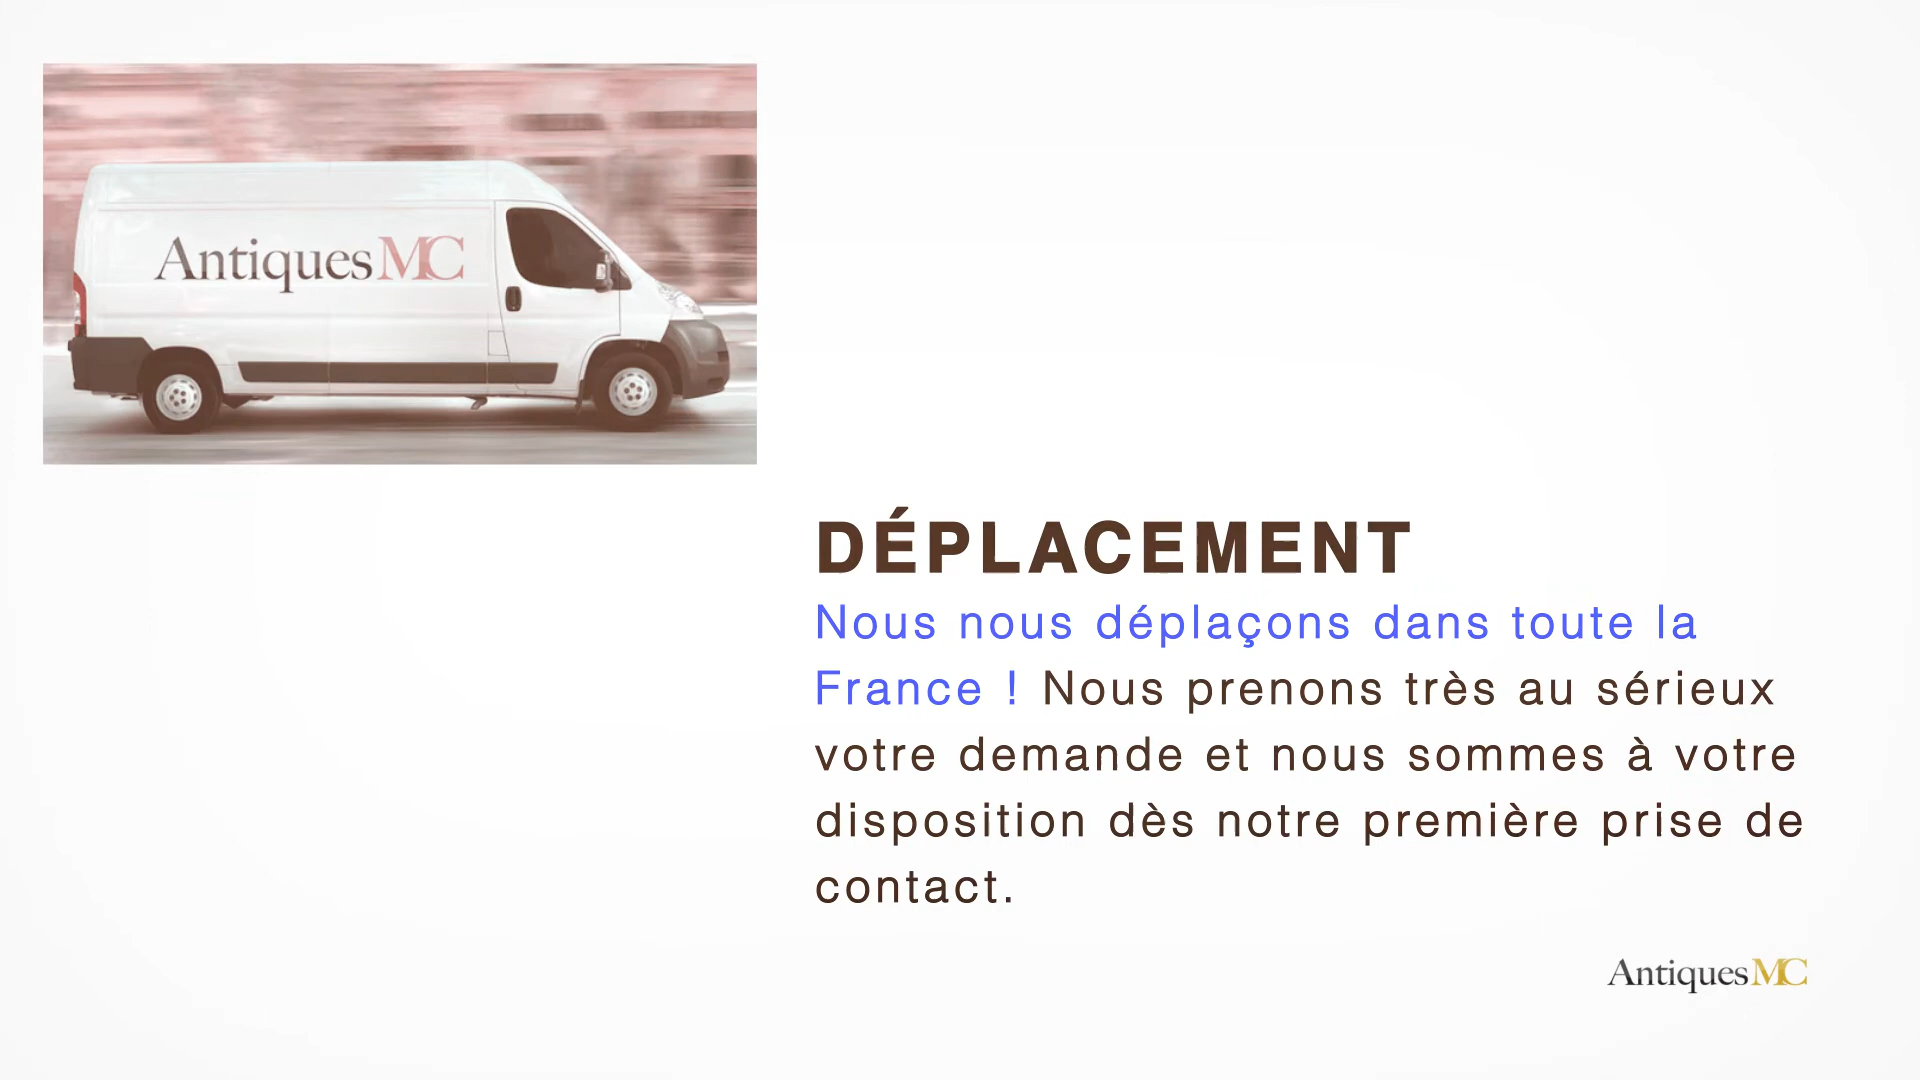 AntiquesMC
DÉPLACEMENT
Nous nous déplaçons dans toute la
France ! Nous prenons très au sérieux
votre demande et nous sommes à votre
disposition dès notre première prise de
contact.
AntiquesMC